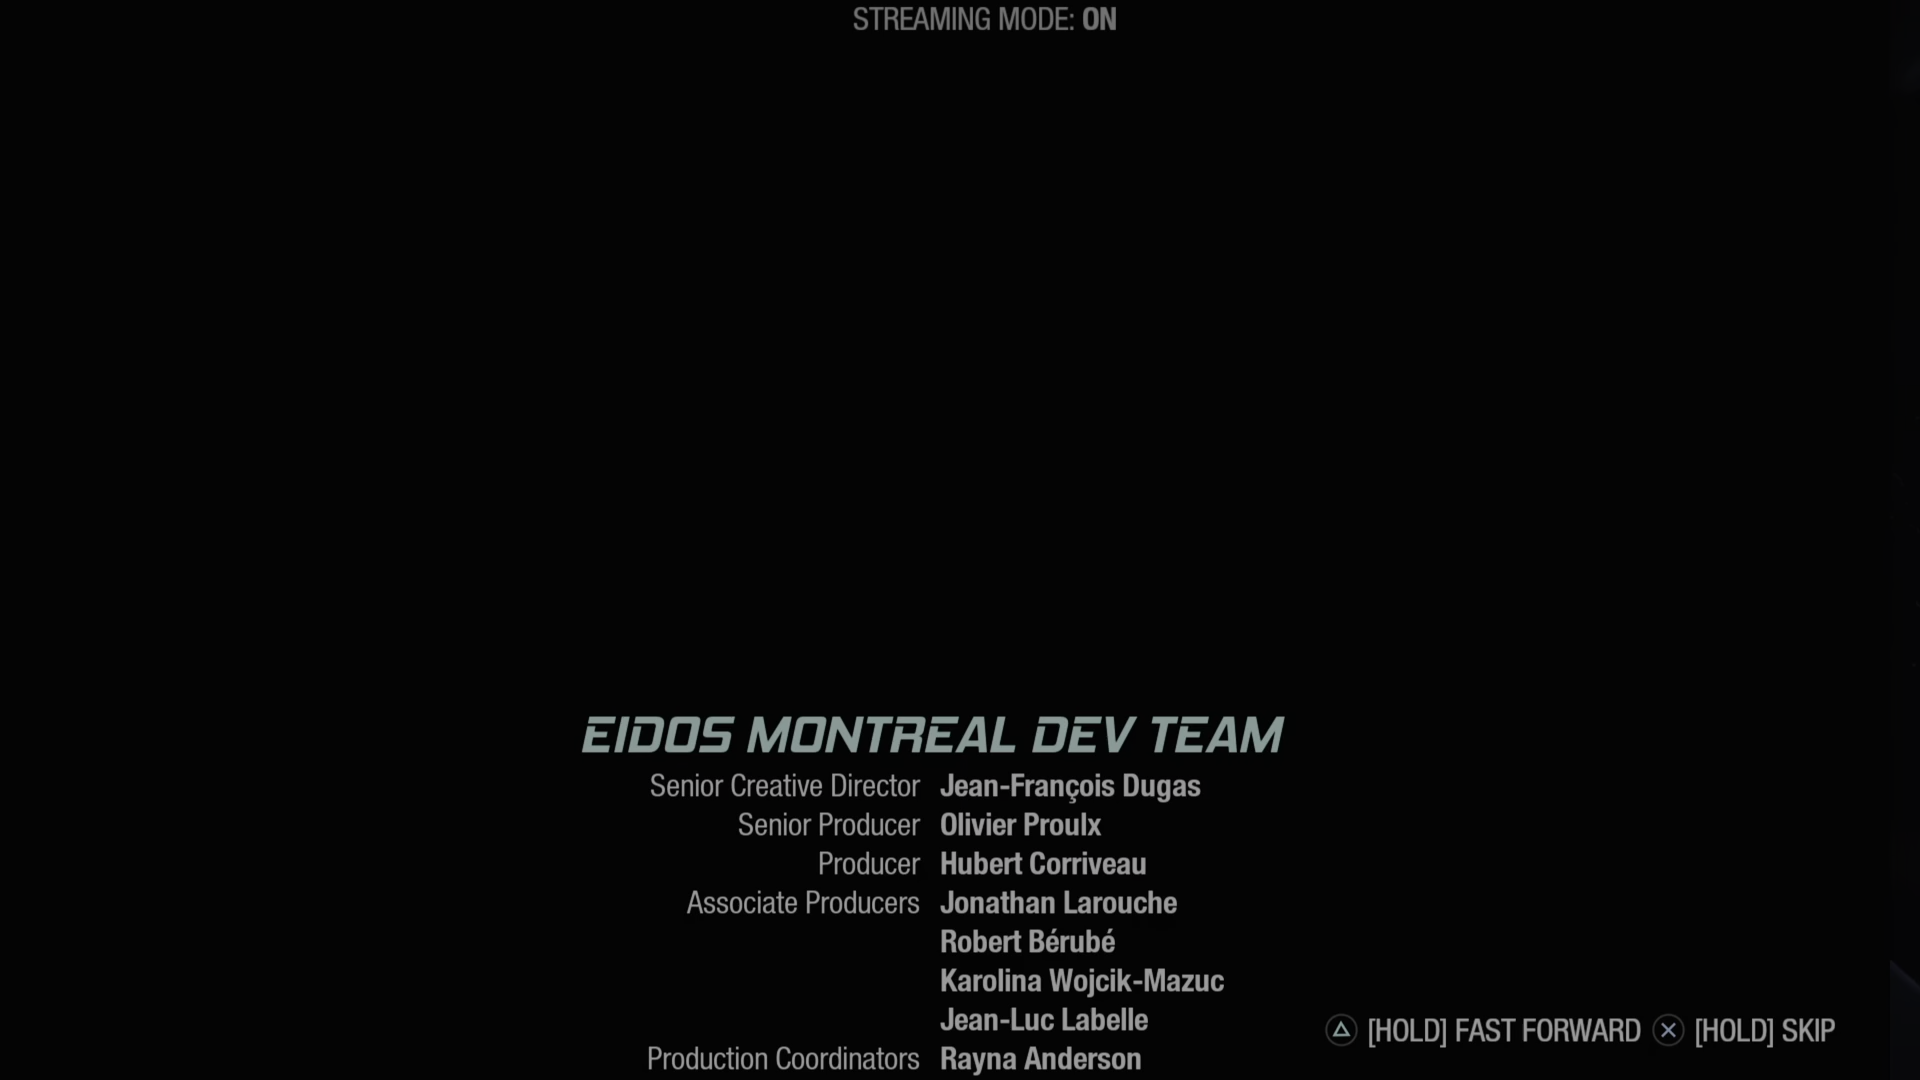 STREAMING MODE: ON
EIDOS MONTREAL DEV TEAM
Senior Creative Director Jean-François Dugas
Senior Producer Olivier Proulx
Producer Hubert Corriveau
Associate Producers Jonathan Larouche
Robert Bérubé
Karolina Wojcik-Mazuc
Jean-Luc Labelle
Production Coordinators Rayna Anderson
[HOLD] FAST FORWARD [HOLD] SKIP